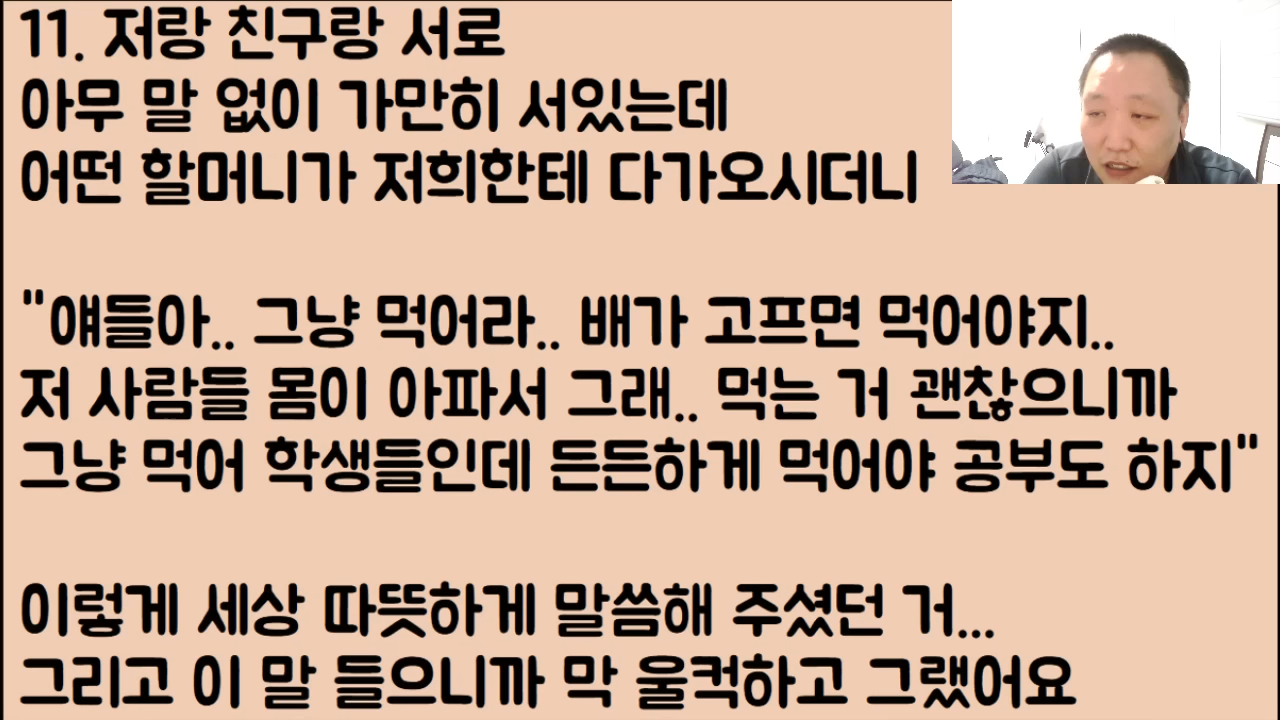 11. 저랑 친구랑 서로
아무 말 없이 가만히 서있는데
어떤 할머니가 저희한테 다가오시더니
"얘들아.. 그냥 먹어라.. 배가 고프면 먹어야지..
저 사람들 몸이 아파서 그래.. 먹는 거 괜찮으니까
그냥 먹어 학생들인데 든든하게 먹어야 공부도 하지"
이렇게 세상 따뜻하게 말씀해 주셨던 거...
그리고 이 말 들으니까 막 울컥하고 그랬어요